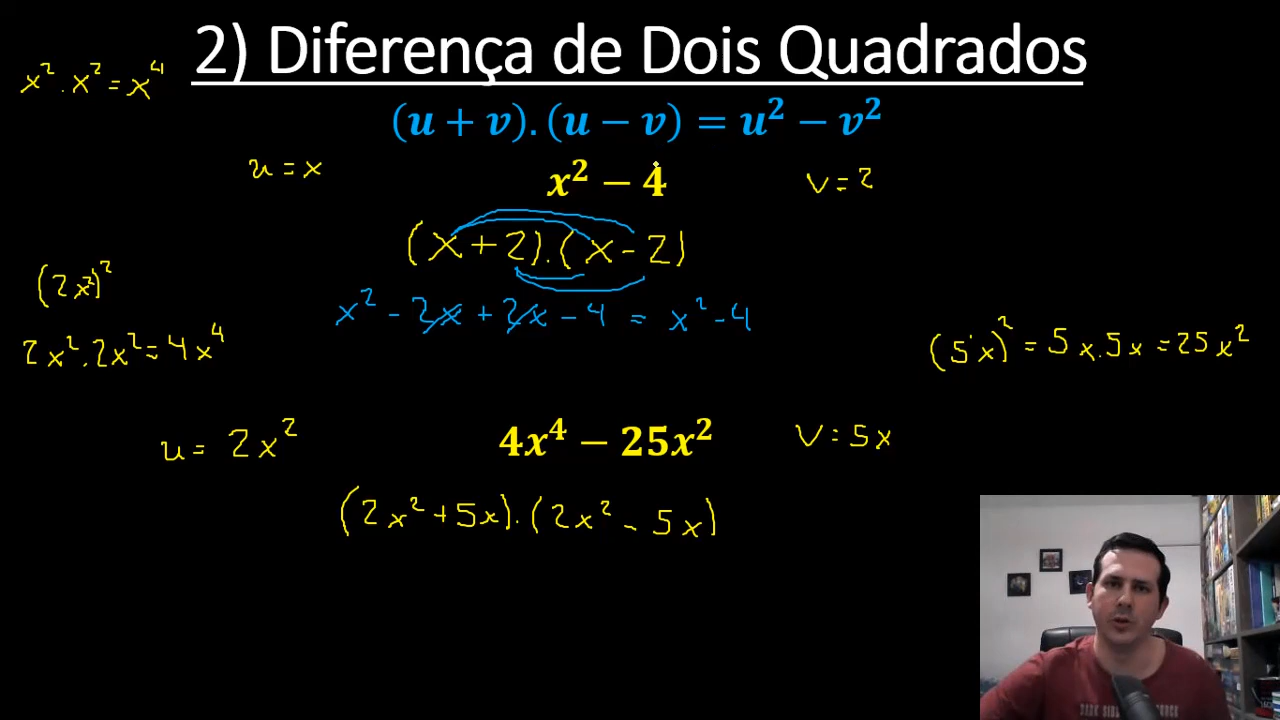 2) Diferença de Dois Quadrados
x² . x² = x⁴
(u + v). (u − v) = u² − v²
u = x
x² − 4
v = 2
(x + 2).(x - 2)
(2x²)²
x² - 2x + 2x - 4 = x² - 4
2x² . 2x² = 4x⁴
(5x)² = 5x . 5x = 25x²
u = 2x²
4x⁴ − 25x²
V = 5x
(2x² + 5x) . (2x² - 5x)